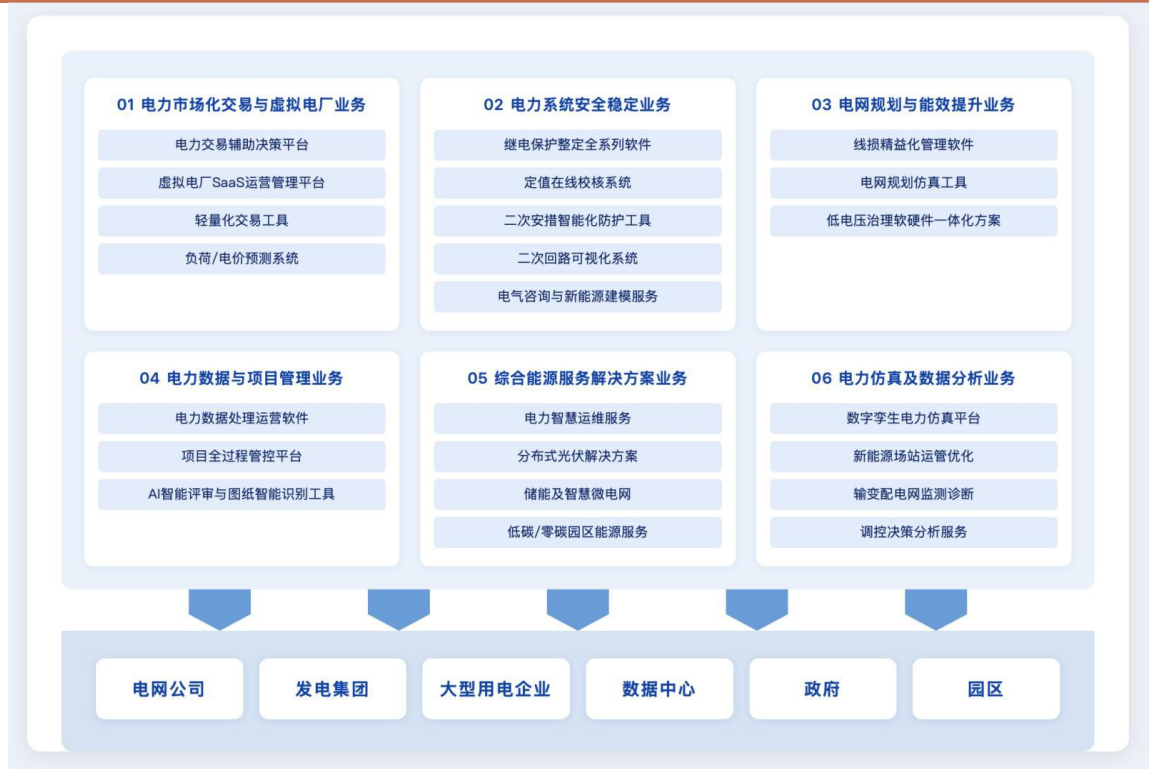 01 电力市场化交易与虚拟电厂业务
电力交易辅助决策平台
虚拟电厂SaaS运营管理平台
轻量化交易工具
负荷/电价预测系统
02 电力系统安全稳定业务
继电保护整定全系列软件
定值在线校核系统
二次安措智能化防护工具
二次回路可视化系统
电气咨询与新能源建模服务
03 电网规划与能效提升业务
线损精益化管理软件
电网规划仿真工具
低电压治理软硬件一体化方案
04 电力数据与项目管理业务
电力数据处理运营软件
项目全过程管控平台
AI智能评审与图纸智能识别工具
05 综合能源服务解决方案业务
电力智慧运维服务
分布式光伏解决方案
储能及智慧微电网
低碳/零碳园区能源服务
06 电力仿真及数据分析业务
数字孪生电力仿真平台
新能源场站运管优化
输变配电网监测诊断
调控决策分析服务
电网公司
发电集团
大型用电企业
数据中心
政府
园区